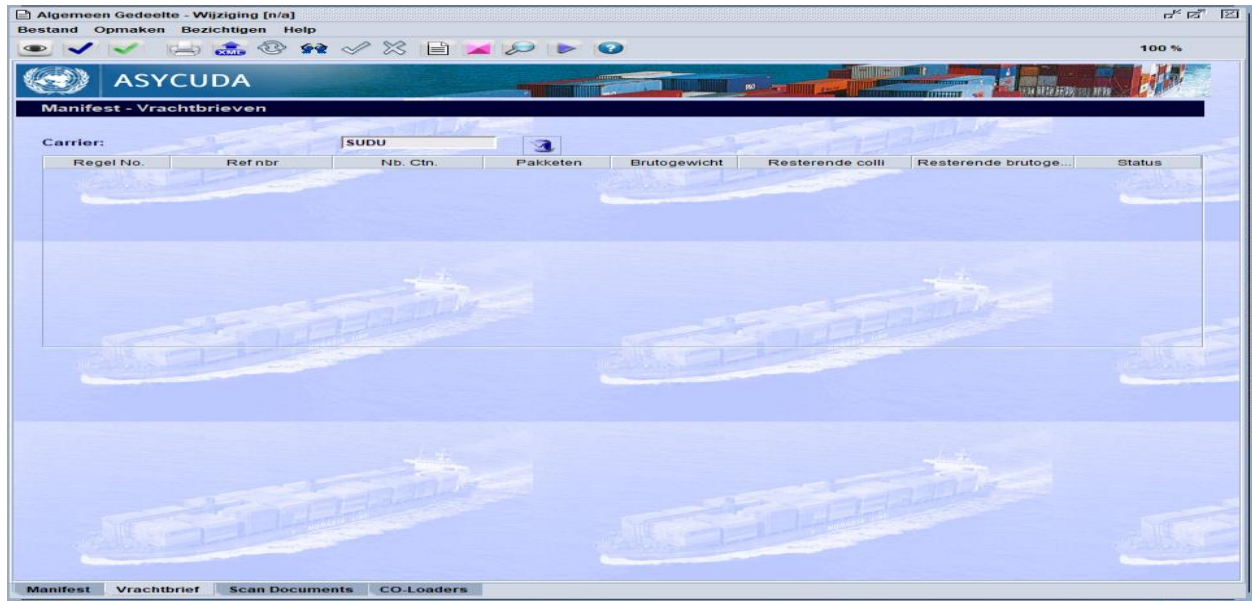 Algemeen Gedeelte - Wijziging [n/a]
Bestand Opmaken Bezichtigen Help
XML 100 %
ASYCUDA
Manifest - Vrachtbrieven
Carrier: SUDU
Regel No. Ref nbr Nb. Ctn. Pakketen Brutogewicht Resterende colli Resterende brutoge... Status
Manifest Vrachtbrief Scan Documents CO-Loaders